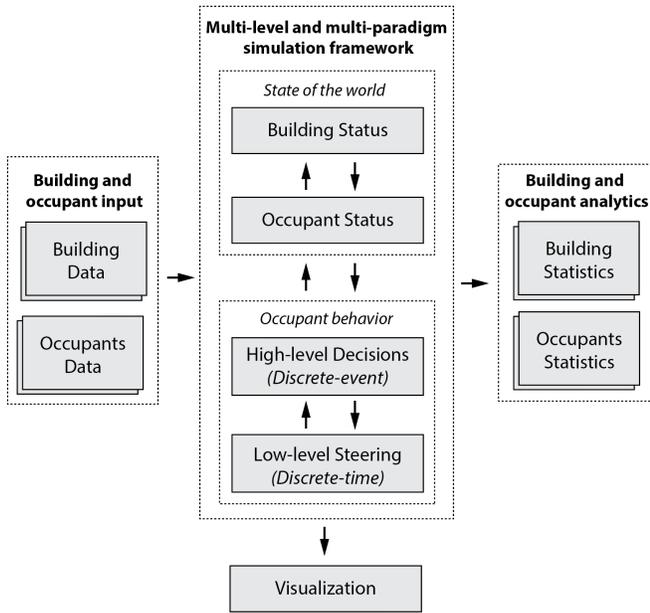 Multi-level and multi-paradigm
simulation framework
State of the world
Building Status
Occupant Status
Building and
occupant input
Building
Data
Occupants
Data
Occupant behavior
High-level Decisions
(Discrete-event)
Low-level Steering
(Discrete-time)
Building and
occupant analytics
Building
Statistics
Occupants
Statistics
Visualization